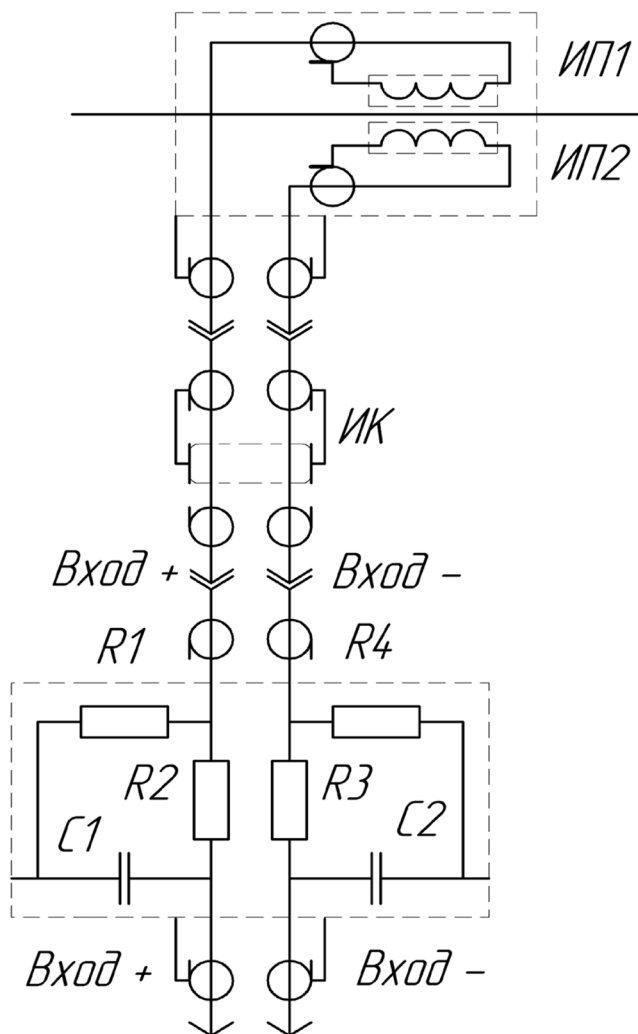 ИП1
ИП2
ИК
Вход +
Вход –
R1
R4
R2
R3
C1
C2
Вход +
Вход –